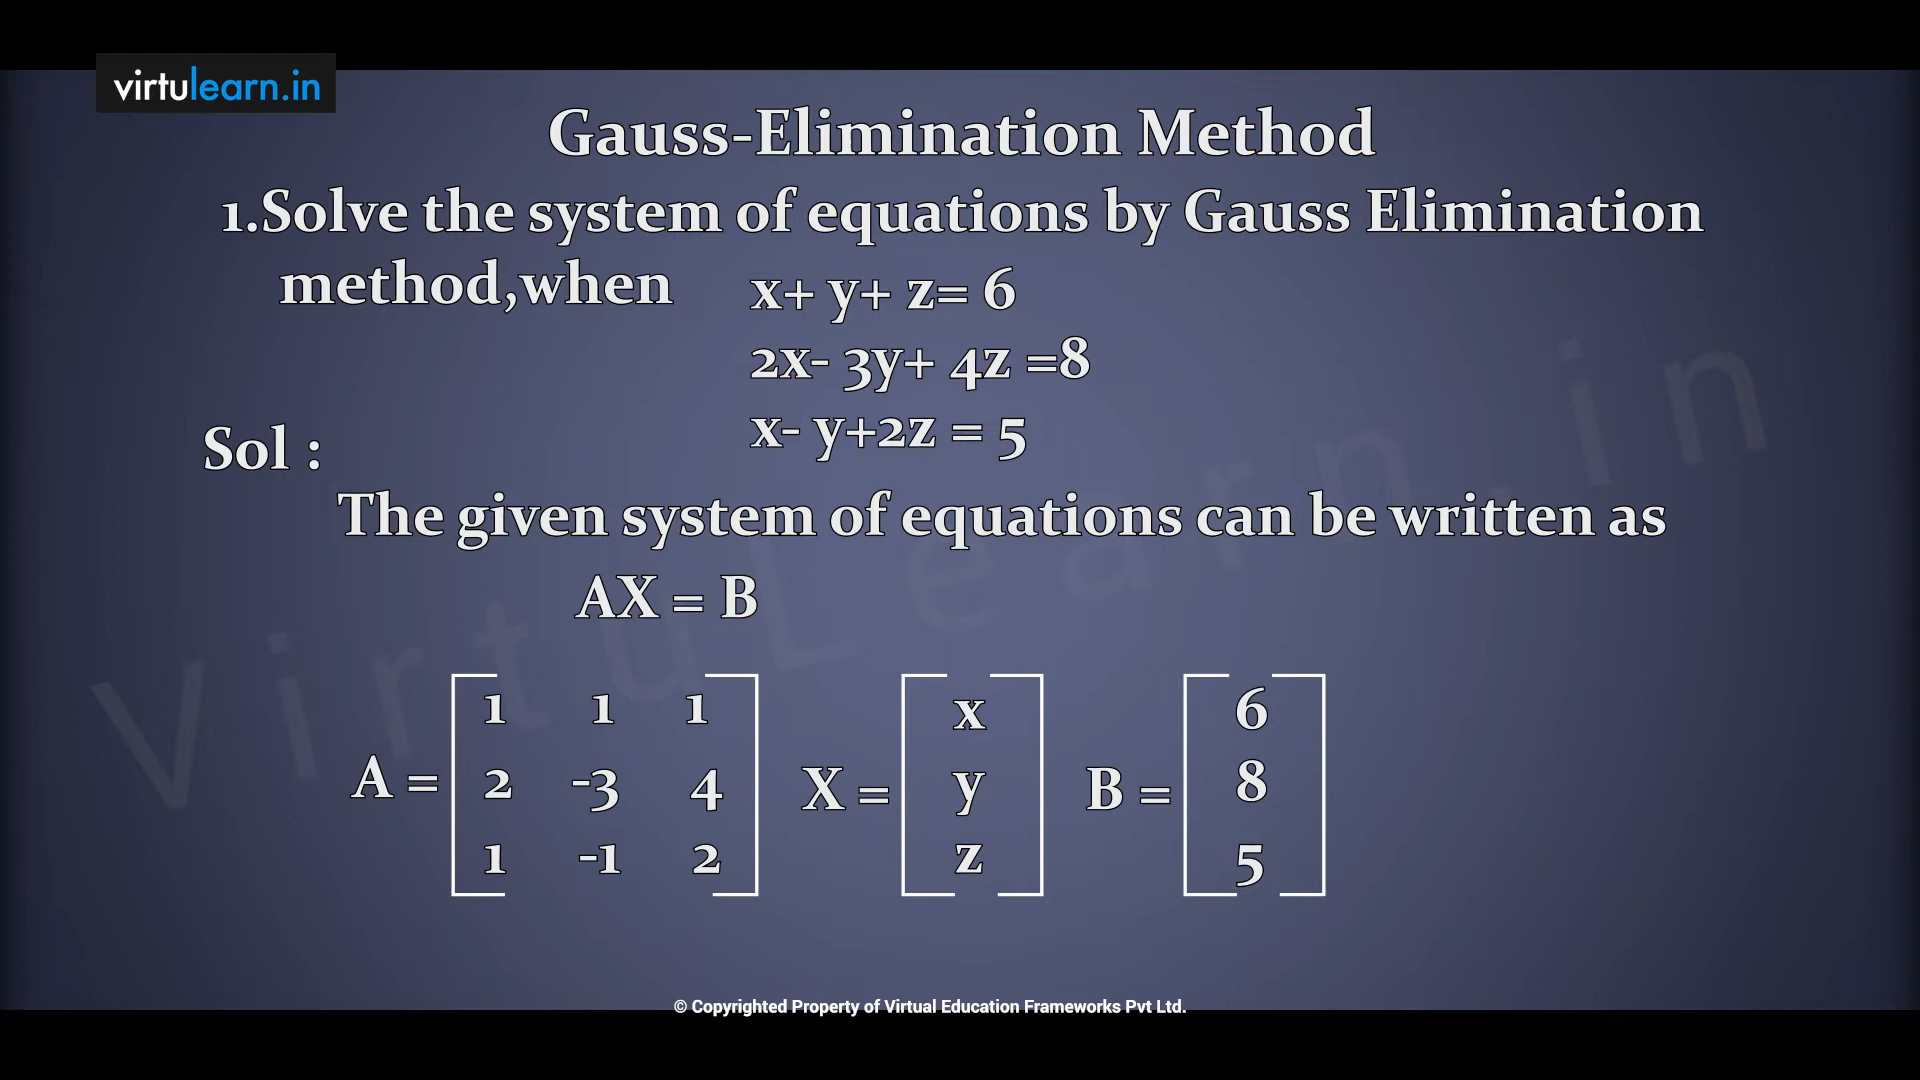 virtulearn.in
Gauss-Elimination Method
1.Solve the system of equations by Gauss Elimination
method,when
x+ y+ z= 6
2x- 3y+ 4z =8
x- y+2z = 5
Sol :
The given system of equations can be written as
AX = B
1 1 1 x 6
A = 2 -3 4 X = y B = 8
1 -1 2 z 5
VirtuLearn.in
© Copyrighted Property of Virtual Education Frameworks Pvt Ltd.